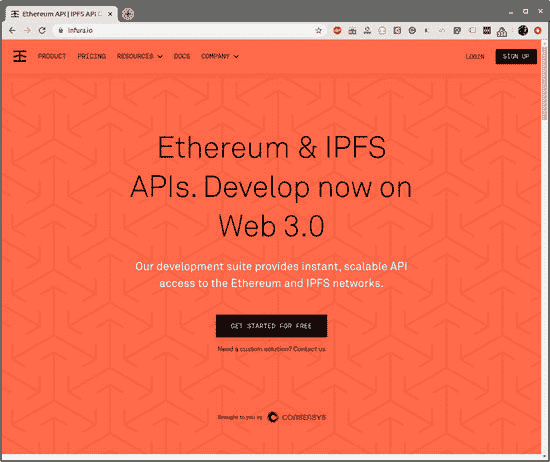 Ethereum API | IPFS API
infura.io
PRODUCT PRICING RESOURCES DOCS COMPANY LOGIN SIGN UP
Ethereum & IPFS
APIs. Develop now on
Web 3.0
Our development suite provides instant, scalable API
access to the Ethereum and IPFS networks.
GET STARTED FOR FREE
Need a custom solution? Contact us
Brought to you by CONSENSYS